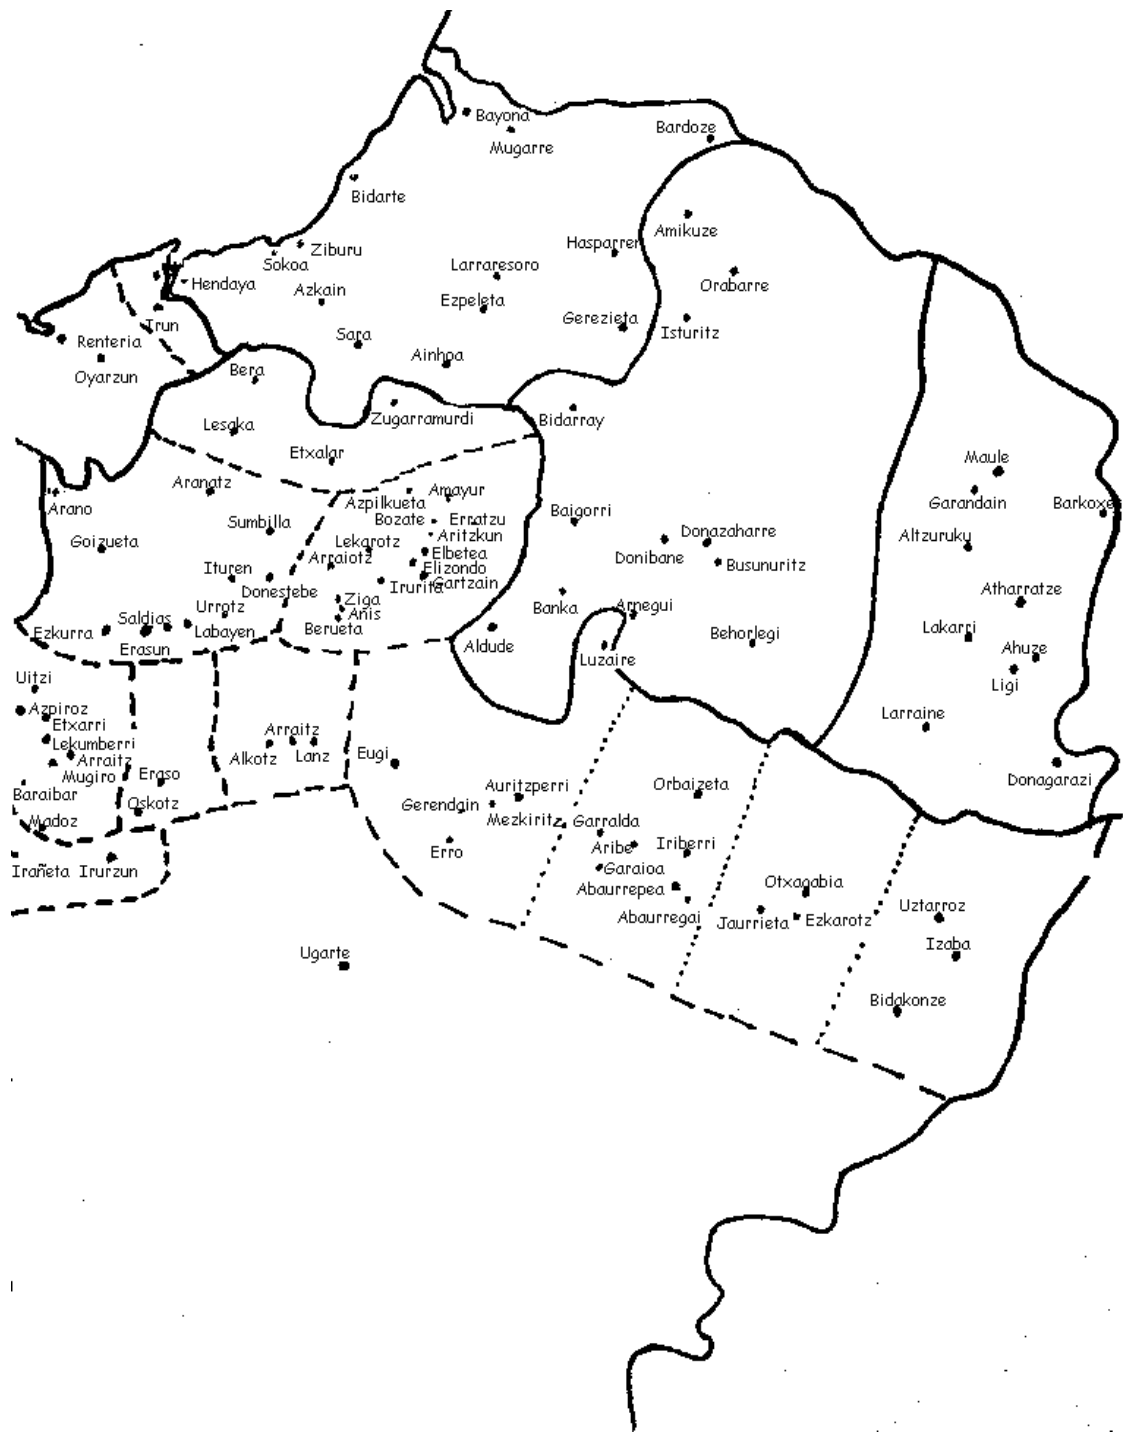 Bayona
Bardoze
Mugarre
Bidarte
Amikuze
Hasparren
Ziburu
Sokoa
Larraresoro
Orabarre
Hendaya
Azkain
Ezpeleta
Gerezieta
Isturitz
Irun
Renteria
Sara
Ainhoa
Oyarzun
Bera
Zugarramurdi
Bidarray
Lesaka
Etxalar
Maule
Aranatz
Azpilkueta
Amayur
Garandain
Barkoxe
Arano
Bozate
Erratzu
Baigorri
Sumbilla
Aritzkun
Donazaharre
Altzuruku
Goizueta
Lekarotz
Elbetea
Donibane
Arraiotz
Elizondo
Busunuritz
Ituren
Irurita
Gartzain
Donestebe
Atharratze
Ziga
Urrotz
Anis
Banka
Arnegui
Saldias
Ezkurra
Labayen
Berueta
Behorlegi
Lakarri
Erasun
Aldude
Luzaire
Ahuze
Uitzi
Ligi
Azpiroz
Etxarri
Larraine
Arraitz
Lekumberri
Alkotz
Lanz
Eugi
Arraitz
Mugiro
Eraso
Auritzperri
Orbaizeta
Donagarazi
Baraibar
Oskotz
Gerendgin
Mezkiritz
Garralda
Madoz
Erro
Aribe
Iriberri
Irañeta
Irurzun
Garaioa
Abaurrepea
Otxagabia
Abaurregai
Jaurrieta
Ezkarotz
Uztarroz
Izaba
Ugarte
Bidakonze